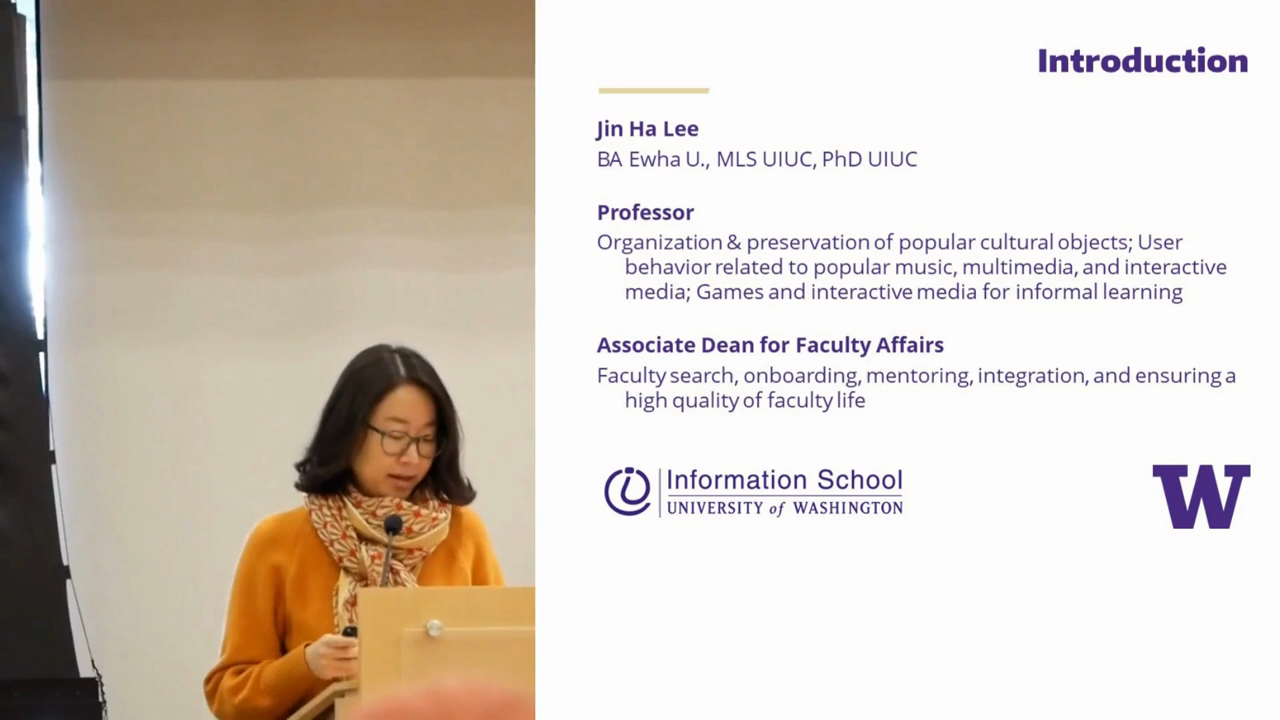 Introduction
Jin Ha Lee
BA Ewha U., MLS UIUC, PhD UIUC
Professor
Organization & preservation of popular cultural objects; User
behavior related to popular music, multimedia, and interactive
media; Games and interactive media for informal learning
Associate Dean for Faculty Affairs
Faculty search, onboarding, mentoring, integration, and ensuring a
high quality of faculty life
Information School
UNIVERSITY of WASHINGTON
W